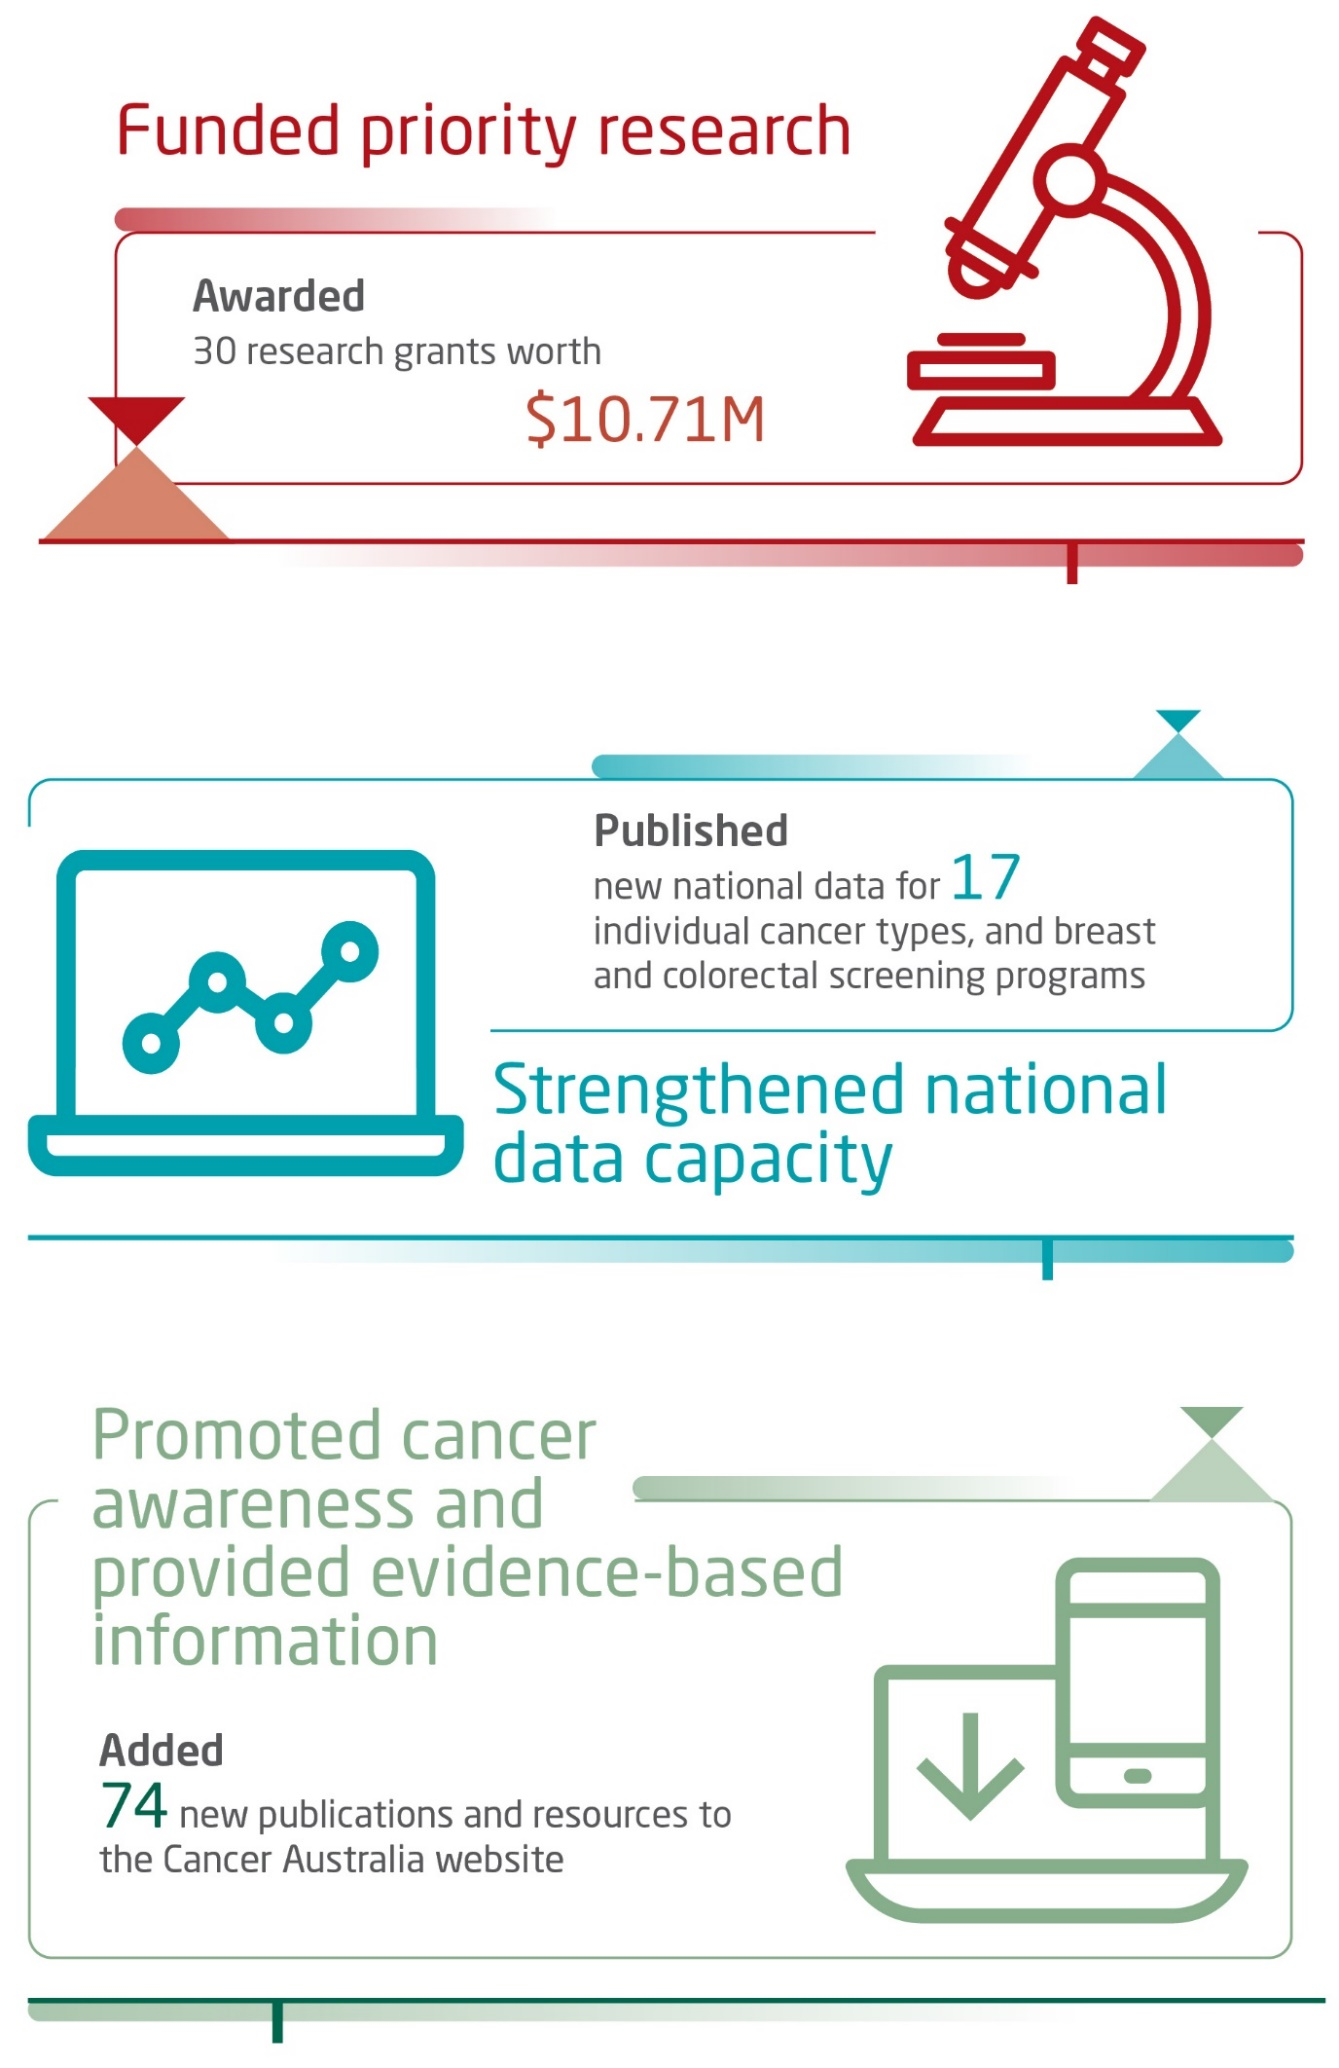 Funded priority research
Awarded
30 research grants worth
$10.71M
Published
new national data for 17
individual cancer types, and breast
and colorectal screening programs
Strengthened national
data capacity
Promoted cancer
awareness and
provided evidence-based
information
Added
74 new publications and resources to
the Cancer Australia website